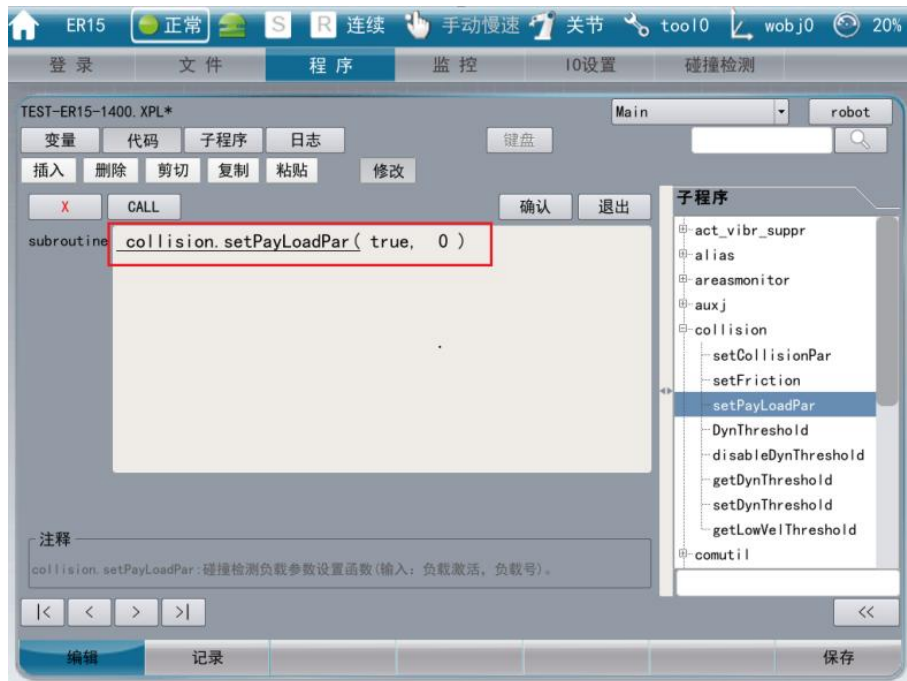 ER15 正常 S R 连续 手动慢速 关节 tool0 wobj0 20%
登录 文件 程序 监控 IO设置 碰撞检测
TEST-ER15-1400.XPL* Main robot
变量 代码 子程序 日志 键盘
插入 删除 剪切 复制 粘贴 修改
X CALL 确认 退出
subroutine collision.setPayLoadPar( true, 0 )
子程序
act_vibr_suppr
alias
areasmonitor
auxj
collision
setCollisionPar
setFriction
setPayLoadPar
DynThreshold
disableDynThreshold
getDynThreshold
setDynThreshold
getLowVelThreshold
comutil
注释
collision.setPayLoadPar:碰撞检测负载参数设置函数(输入: 负载激活, 负载号)。
|< < > >| <<
编辑 记录 保存